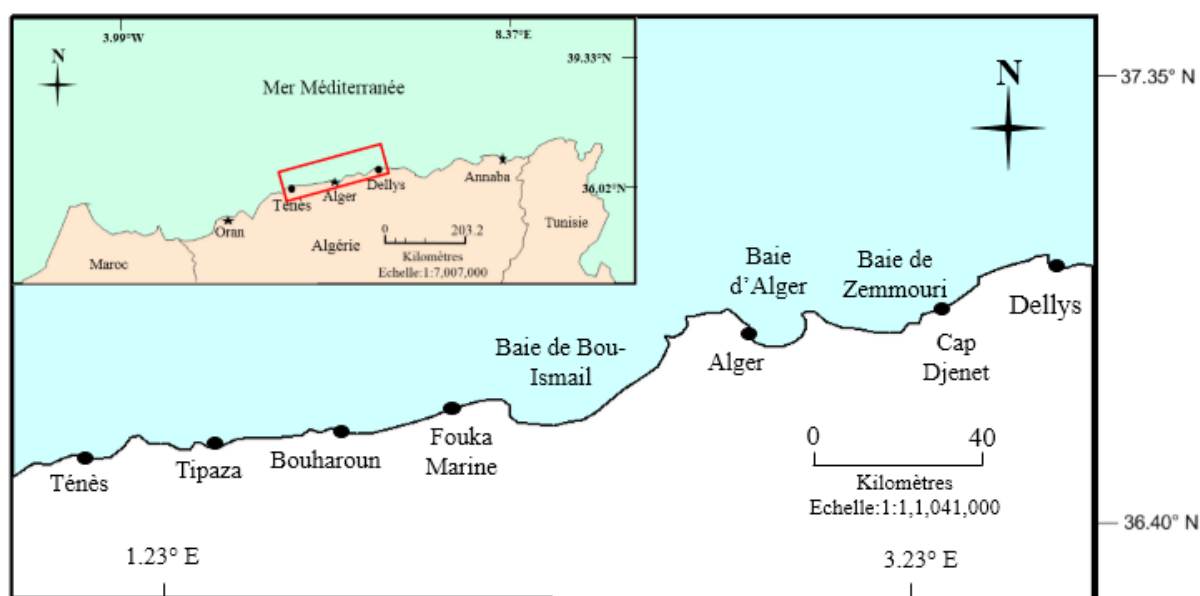 3.99°W
8.37°E
N
39.33°N
Mer Méditerranée
36.02°N
Ténès
Alger
Dellys
Annaba
Oran
0
203.2
Kilomètres
Echelle:1:7,007,000
Maroc
Algérie
Tunisie
N
37.35° N
Baie
d’Alger
Baie de
Zemmouri
Dellys
Baie de Bou-
Ismail
Alger
Cap
Djenet
Fouka
Marine
Bouharoun
Tipaza
Ténès
0
40
Kilomètres
Echelle:1:1,1,041,000
36.40° N
1.23° E
3.23° E